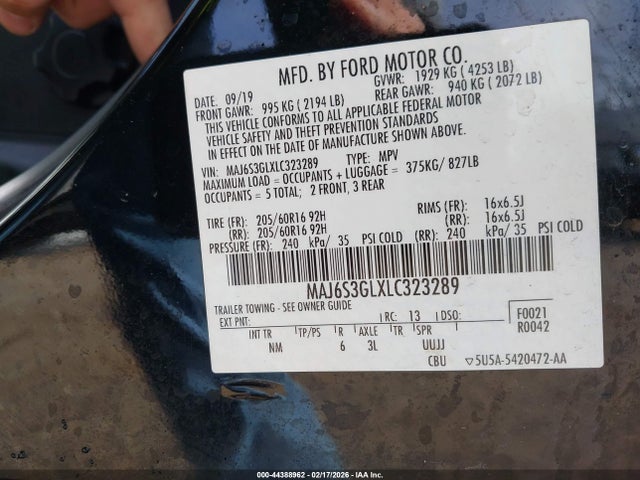 MFD. BY FORD MOTOR CO.
DATE: 09/19 GVWR: 1929 KG ( 4253 LB)
FRONT GAWR: 995 KG ( 2194 LB) REAR GAWR: 940 KG ( 2072 LB)
THIS VEHICLE CONFORMS TO ALL APPLICABLE FEDERAL MOTOR
VEHICLE SAFETY AND THEFT PREVENTION STANDARDS
IN EFFECT ON THE DATE OF MANUFACTURE SHOWN ABOVE.
VIN: MAJ6S3GLXLC323289 TYPE: MPV
MAXIMUM LOAD = OCCUPANTS + LUGGAGE = 375KG/ 827LB
OCCUPANTS = 5 TOTAL; 2 FRONT, 3 REAR
TIRE (FR): 205/60R16 92H RIMS (FR): 16x6.5J
(RR): 205/60R16 92H (RR): 16x6.5J
PRESSURE (FR): 240 kPa/ 35 PSI COLD (RR): 240 kPa/ 35 PSI COLD
MAJ6S3GLXLC323289
TRAILER TOWING - SEE OWNER GUIDE
EXT PNT: RC: 13 DSO: F0021
R0042
INT TR TP/PS R AXLE TR SPR
NM 6 3L UUJJ
CBU ▽5U5A-5420472-AA
000-44388962 - 02/17/2026 - IAA Inc.